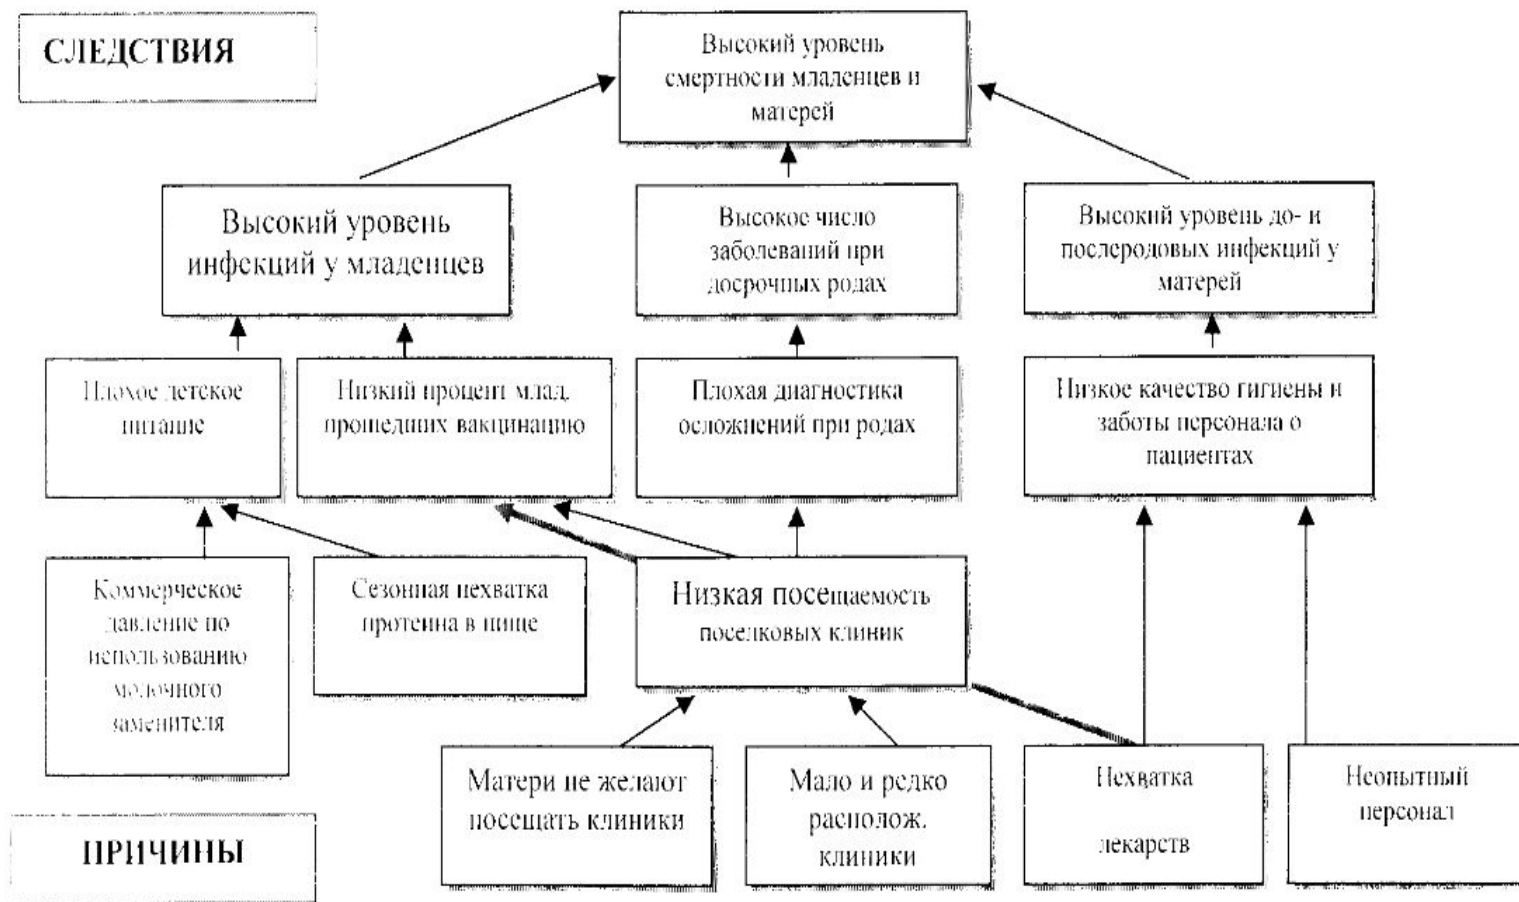 СЛЕДСТВИЯ
Высокий уровень
смертности младенцев и
матерей
Высокий уровень
инфекций у младенцев
Высокое число
заболеваний при
досрочных родах
Высокий уровень до- и
послеродовых инфекций у
матерей
Плохое детское
питание
Низкий процент млад.
прошедших вакцинацию
Плохая диагностика
осложнений при родах
Низкое качество гигиены и
заботы персонала о
пациентах
Коммерческое
давление по
использованию
молочного
заменителя
Сезонная нехватка
протеина в пище
Низкая посещаемость
поселковых клиник
Матери не желают
посещать клиники
Мало и редко
располож.
клиники
Нехватка
лекарств
Неопытный
персонал
ПРИЧИНЫ